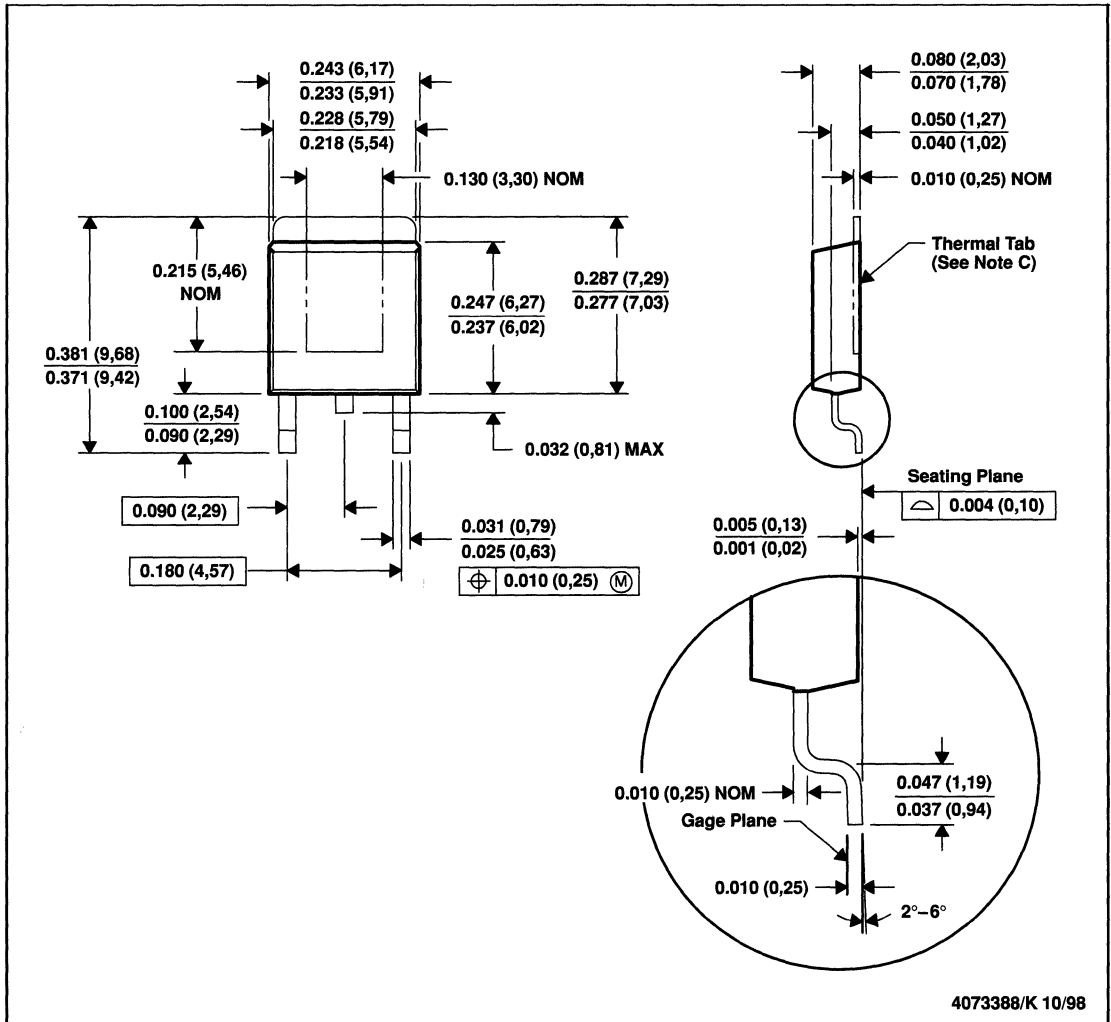 0.243 (6,17)
0.233 (5,91)
0.228 (5,79)
0.218 (5,54)
0.130 (3,30) NOM
0.215 (5,46)
NOM
0.247 (6,27)
0.237 (6,02)
0.287 (7,29)
0.277 (7,03)
0.381 (9,68)
0.371 (9,42)
0.100 (2,54)
0.090 (2,29)
0.032 (0,81) MAX
0.090 (2,29)
0.031 (0,79)
0.025 (0,63)
0.180 (4,57)
⌖ 0.010 (0,25) Ⓜ
0.080 (2,03)
0.070 (1,78)
0.050 (1,27)
0.040 (1,02)
0.010 (0,25) NOM
Thermal Tab
(See Note C)
Seating Plane
⌓ 0.004 (0,10)
0.005 (0,13)
0.001 (0,02)
0.010 (0,25) NOM
0.047 (1,19)
0.037 (0,94)
Gage Plane
0.010 (0,25)
2°–6°
4073388/K 10/98